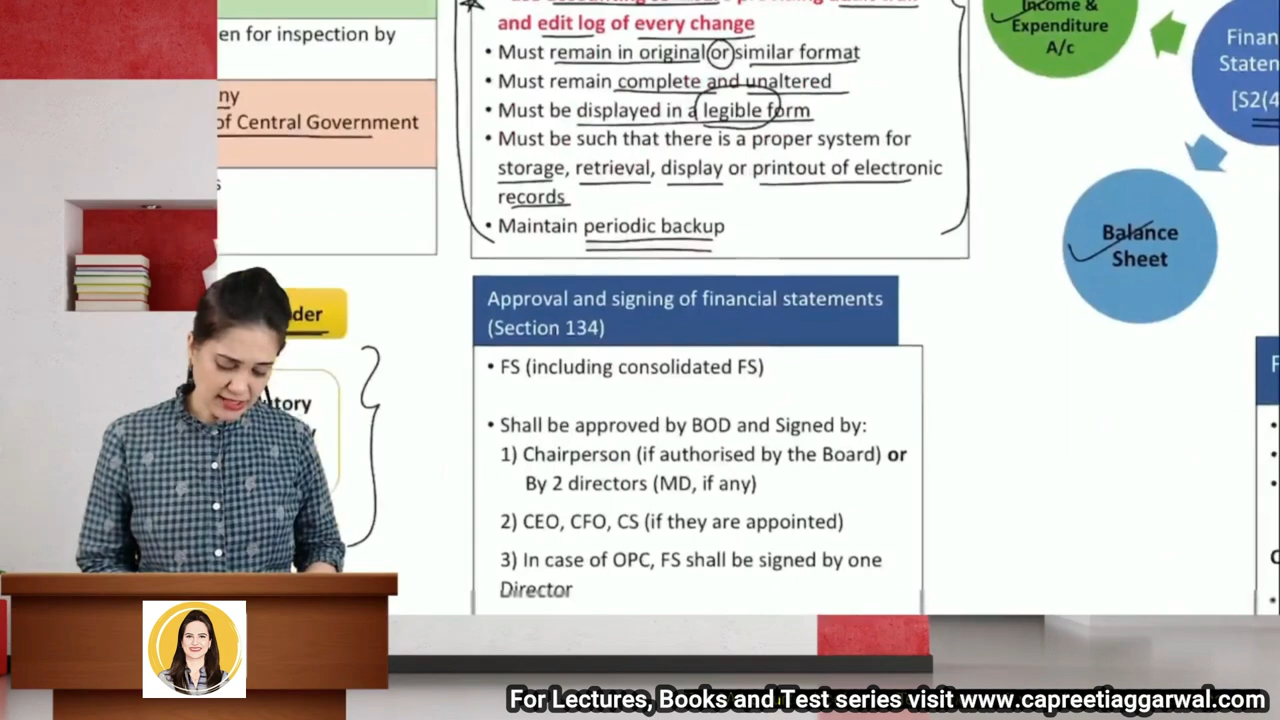 en for inspection by
ny
of Central Government
and edit log of every change
• Must remain in original or similar format
• Must remain complete and unaltered
• Must be displayed in a legible form
• Must be such that there is a proper system for
storage, retrieval, display or printout of electronic
records
• Maintain periodic backup
Income &
Expenditure
A/c
Finan
Staten
[S2(4
Balance
Sheet
der
tory
Approval and signing of financial statements
(Section 134)
• FS (including consolidated FS)
• Shall be approved by BOD and Signed by:
1) Chairperson (if authorised by the Board) or
By 2 directors (MD, if any)
2) CEO, CFO, CS (if they are appointed)
3) In case of OPC, FS shall be signed by one
Director
For Lectures, Books and Test series visit www.capreetiaggarwal.com